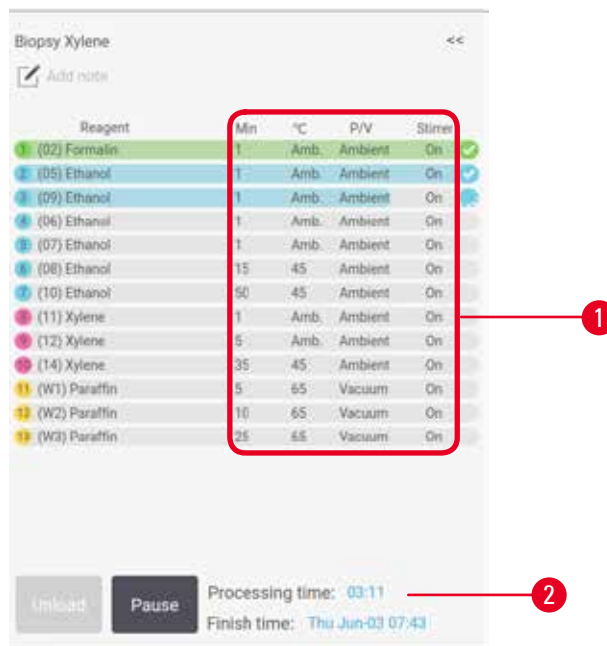 Biopsy Xylene <<
Add note
Reagent Min °C P/V Stirrer
1 (02) Formalin 1 Amb. Ambient On
2 (05) Ethanol 1 Amb. Ambient On
3 (09) Ethanol 1 Amb. Ambient On
4 (06) Ethanol 1 Amb. Ambient On
5 (07) Ethanol 1 Amb. Ambient On
6 (08) Ethanol 15 45 Ambient On
7 (10) Ethanol 50 45 Ambient On
8 (11) Xylene 1 Amb. Ambient On
9 (12) Xylene 5 Amb. Ambient On
10 (14) Xylene 35 45 Ambient On
11 (W1) Paraffin 5 65 Vacuum On
12 (W2) Paraffin 10 65 Vacuum On
13 (W3) Paraffin 25 65 Vacuum On
1
Unload Pause
Processing time: 03:11
2
Finish time: Thu Jun-03 07:43